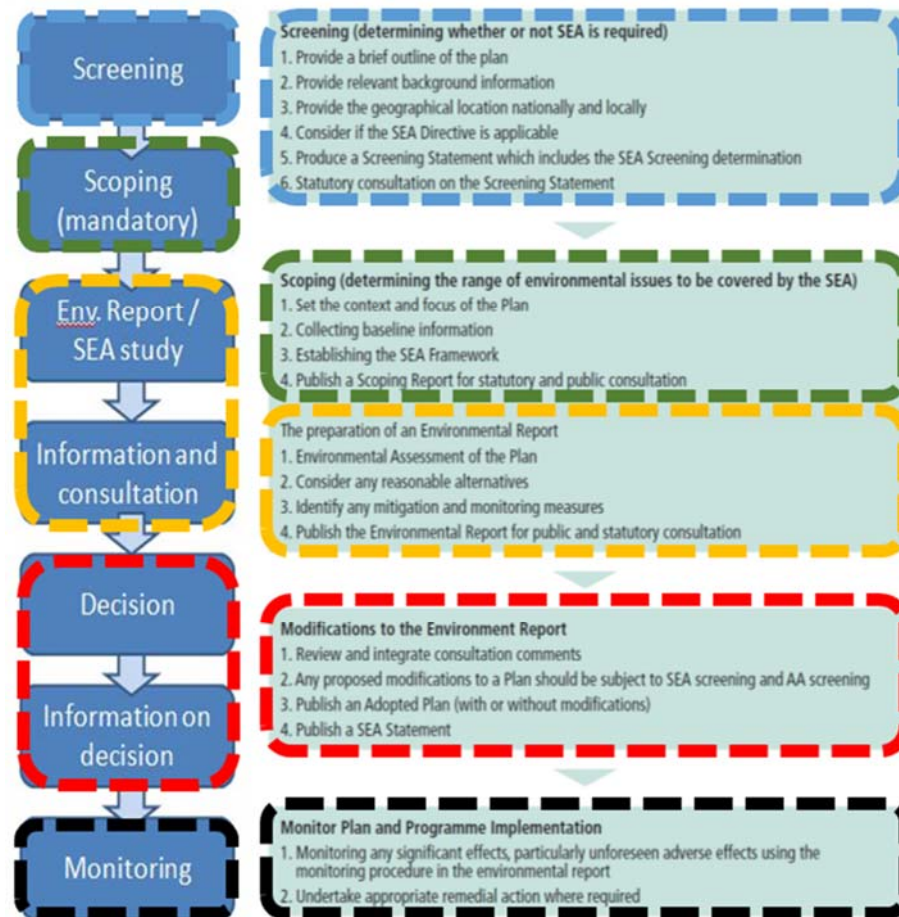 Screening
Scoping
(mandatory)
Env. Report /
SEA study
Information and
consultation
Decision
Information on
decision
Monitoring
Screening (determining whether or not SEA is required)
1. Provide a brief outline of the plan
2. Provide relevant background information
3. Provide the geographical location nationally and locally
4. Consider if the SEA Directive is applicable
5. Produce a Screening Statement which includes the SEA Screening determination
6. Statutory consultation on the Screening Statement
Scoping (determining the range of environmental issues to be covered by the SEA)
1. Set the context and focus of the Plan
2. Collecting baseline information
3. Establishing the SEA Framework
4. Publish a Scoping Report for statutory and public consultation
The preparation of an Environmental Report
1. Environmental Assessment of the Plan
2. Consider any reasonable alternatives
3. Identify any mitigation and monitoring measures
4. Publish the Environmental Report for public and statutory consultation
Modifications to the Environment Report
1. Review and integrate consultation comments
2. Any proposed modifications to a Plan should be subject to SEA screening and AA screening
3. Publish an Adopted Plan (with or without modifications)
4. Publish a SEA Statement
Monitor Plan and Programme Implementation
1. Monitoring any significant effects, particularly unforeseen adverse effects using the
monitoring procedure in the environmental report
2. Undertake appropriate remedial action where required